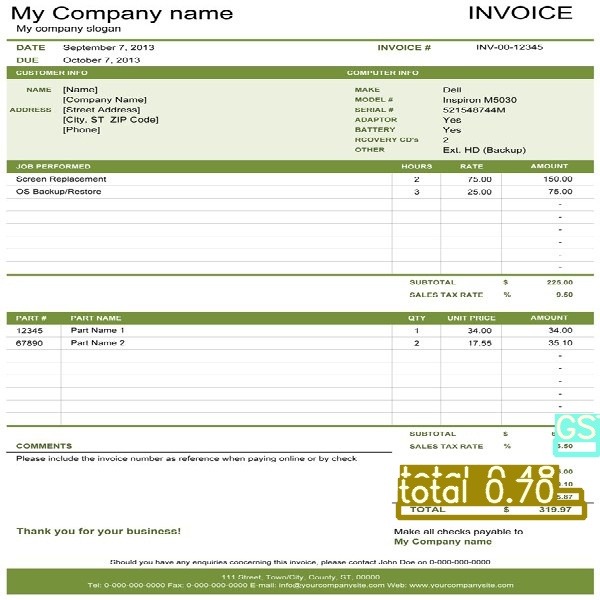 My Company name
INVOICE
My company slogan
DATE September 7, 2013 INVOICE # INV-00-12345
DUE October 7, 2013
CUSTOMER INFO COMPUTER INFO
NAME [Name] MAKE Dell
[Company Name] MODEL # Inspiron M5030
ADDRESS [Street Address] SERIAL # 521548744M
[City, ST ZIP Code] ADAPTOR Yes
[Phone] BATTERY Yes
RCOVERY CD's 2
OTHER Ext. HD (Backup)
JOB PERFORMED HOURS RATE AMOUNT
Screen Replacement 2 75.00 150.00
OS Backup/Restore 3 25.00 75.00
-
-
-
-
-
-
SUBTOTAL $ 225.00
SALES TAX RATE % 9.50
PART # PART NAME QTY UNIT PRICE AMOUNT
12345 Part Name 1 1 34.00 34.00
67890 Part Name 2 2 17.55 35.10
-
-
-
-
-
-
SUBTOTAL $
GS
COMMENTS SALES TAX RATE %
Please include the invoice number as reference when paying online or by check
total 0.48
total 0.70
TOTAL $ 319.97
Thank you for your business!
Make all checks payable to
My Company name
Should you have any enquiries concerning this invoice, please contact John Doe on 0-000-000-0000
111 Street, Town/City, County, ST, 00000
Tel: 0-000-000-0000 Fax: 0-000-000-0000 E-mail: info@yourcompanysite.com Web: www.yourcompanysite.com